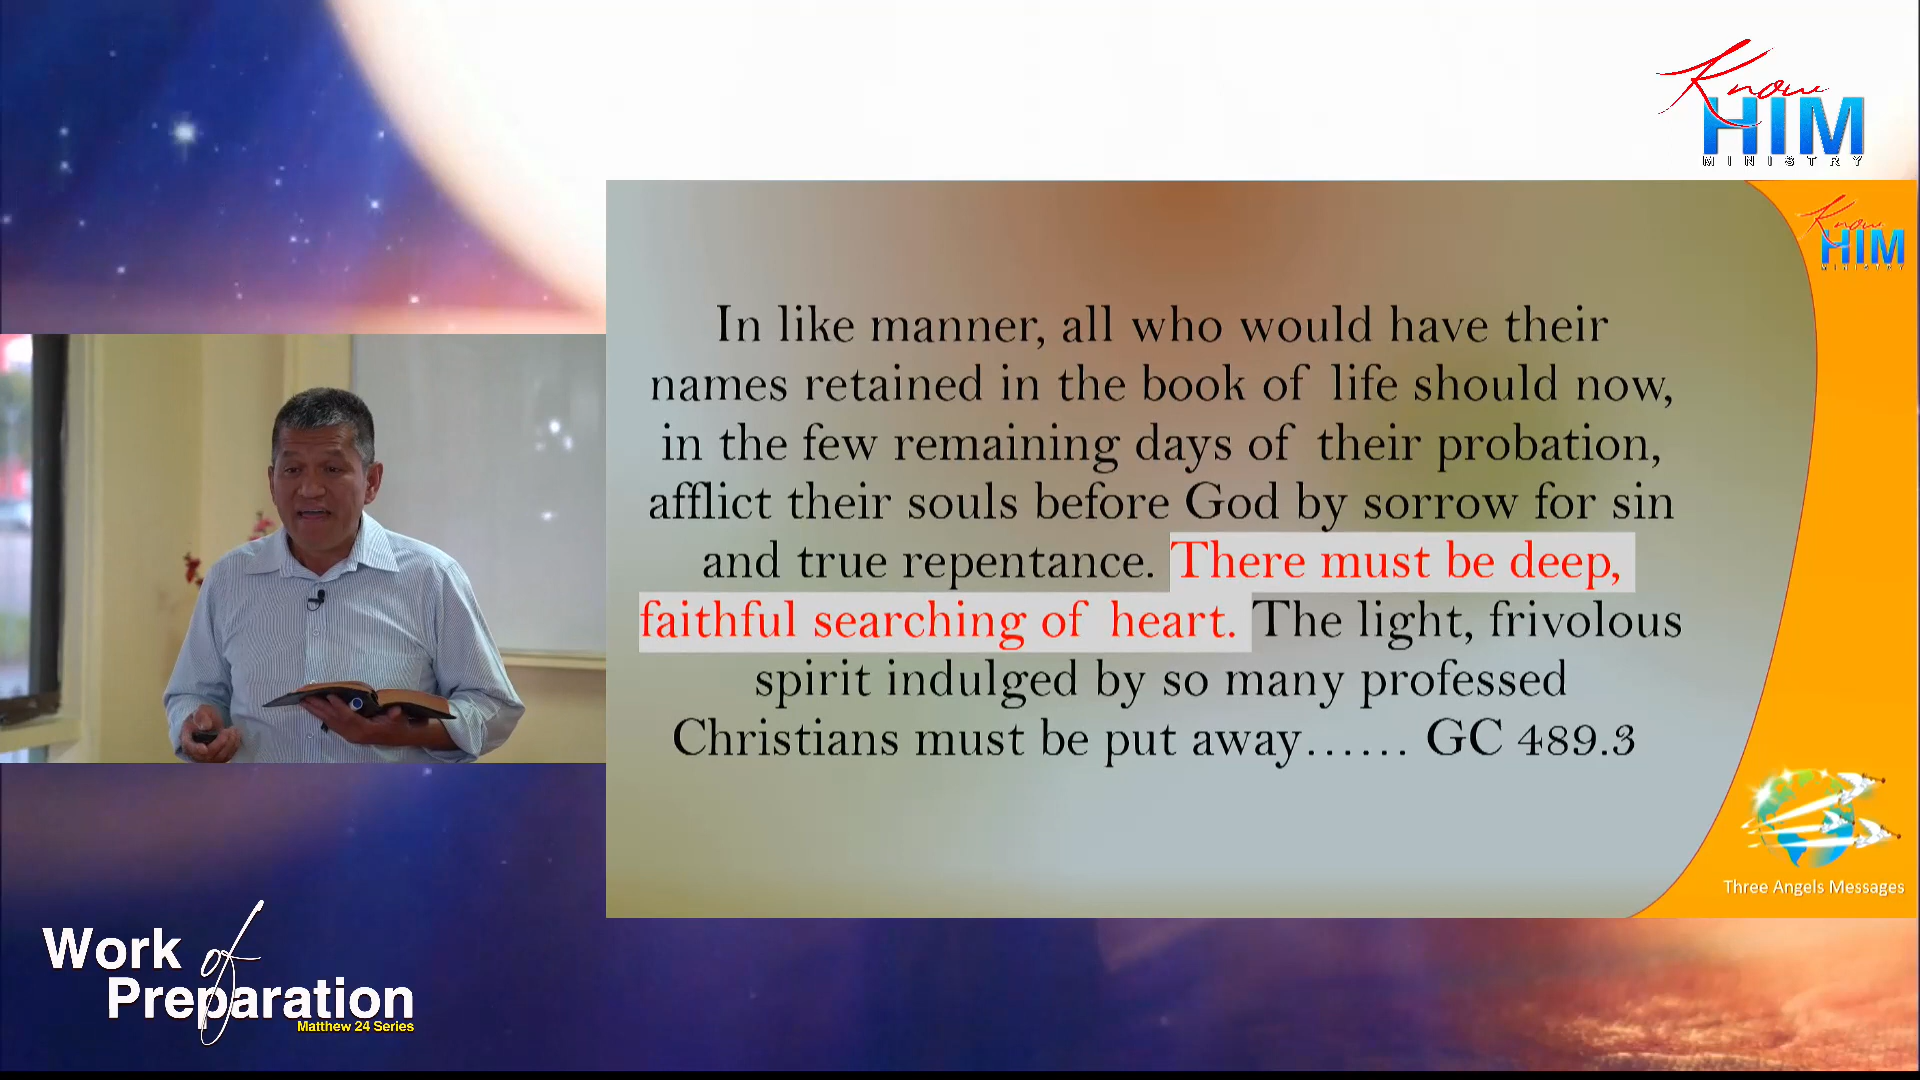 Know
HIM
MINISTRY
Know
HIM
MINISTRY
In like manner, all who would have their
names retained in the book of life should now,
in the few remaining days of their probation,
afflict their souls before God by sorrow for sin
and true repentance. There must be deep,
faithful searching of heart. The light, frivolous
spirit indulged by so many professed
Christians must be put away…… GC 489.3
Three Angels Messages
Work of
Preparation
Matthew 24 Series